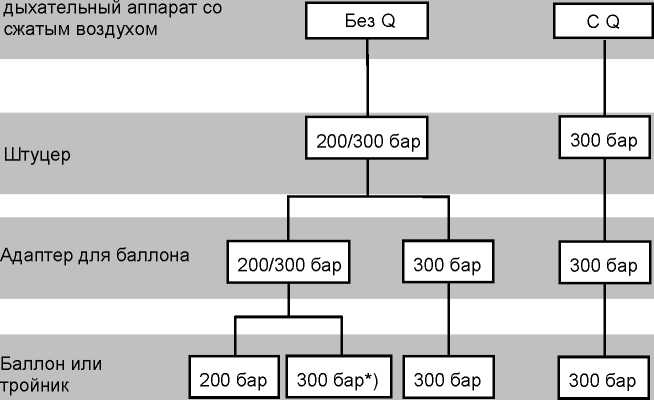 дыхательный аппарат со
сжатым воздухом
Без Q
С Q
Штуцер
200/300 бар
300 бар
Адаптер для баллона
200/300 бар
300 бар
300 бар
Баллон или
тройник
200 бар
300 бар*)
300 бар
300 бар